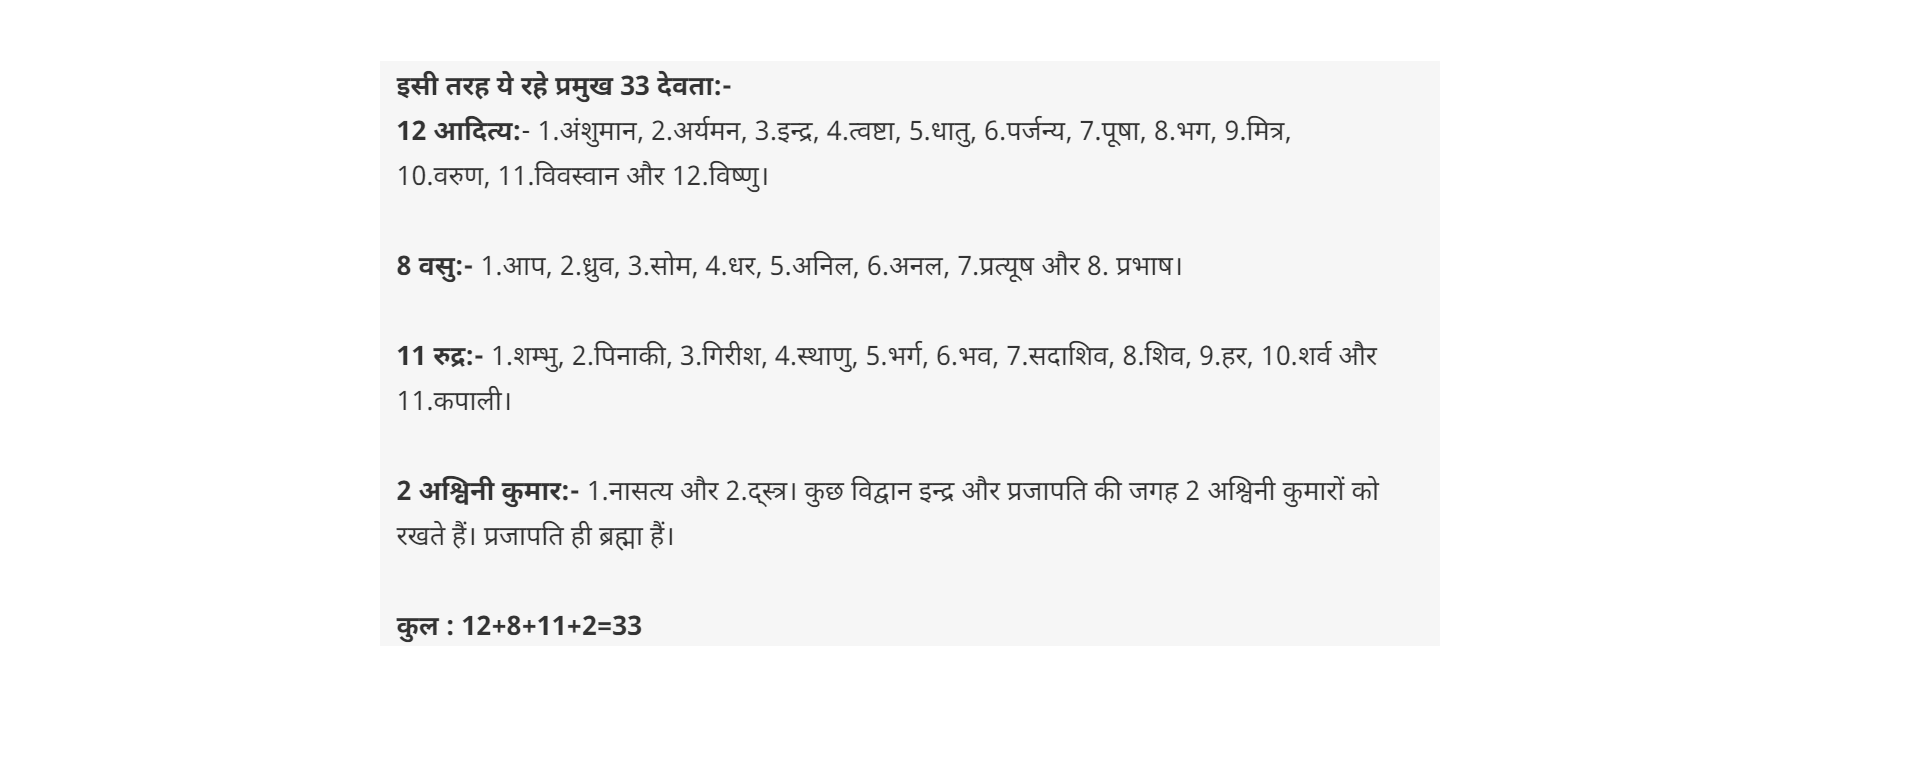 इसी तरह ये रहे प्रमुख 33 देवता:-
12 आदित्य:- 1.अंशुमान, 2.अर्यमन, 3.इन्द्र, 4.त्वष्टा, 5.धातु, 6.पर्जन्य, 7.पूषा, 8.भग, 9.मित्र,
10.वरुण, 11.विवस्वान और 12.विष्णु।
8 वसु:- 1.आप, 2.ध्रुव, 3.सोम, 4.धर, 5.अनिल, 6.अनल, 7.प्रत्यूष और 8. प्रभाष।
11 रुद्र:- 1.शम्भु, 2.पिनाकी, 3.गिरीश, 4.स्थाणु, 5.भर्ग, 6.भव, 7.सदाशिव, 8.शिव, 9.हर, 10.शर्व और
11.कपाली।
2 अश्विनी कुमार:- 1.नासत्य और 2.द्स्त्र। कुछ विद्वान इन्द्र और प्रजापति की जगह 2 अश्विनी कुमारों को
रखते हैं। प्रजापति ही ब्रह्मा हैं।
कुल : 12+8+11+2=33